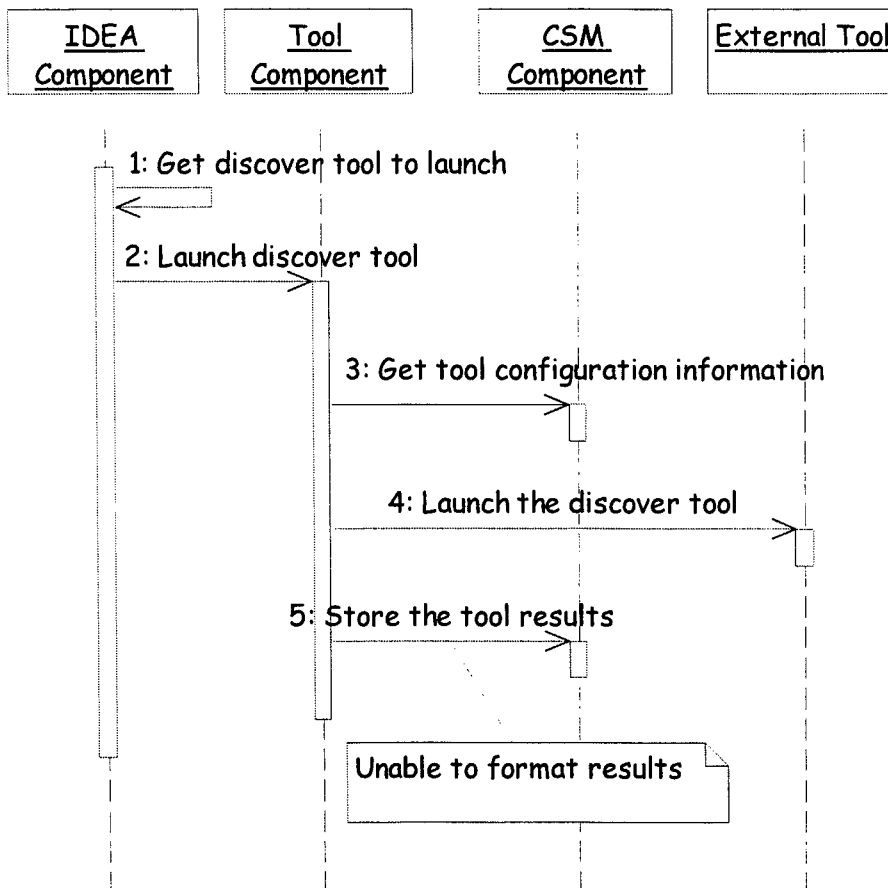 IDEA
Component
Tool
Component
CSM
Component
External Tool
1: Get discover tool to launch
2: Launch discover tool
3: Get tool configuration information
4: Launch the discover tool
5: Store the tool results
Unable to format results